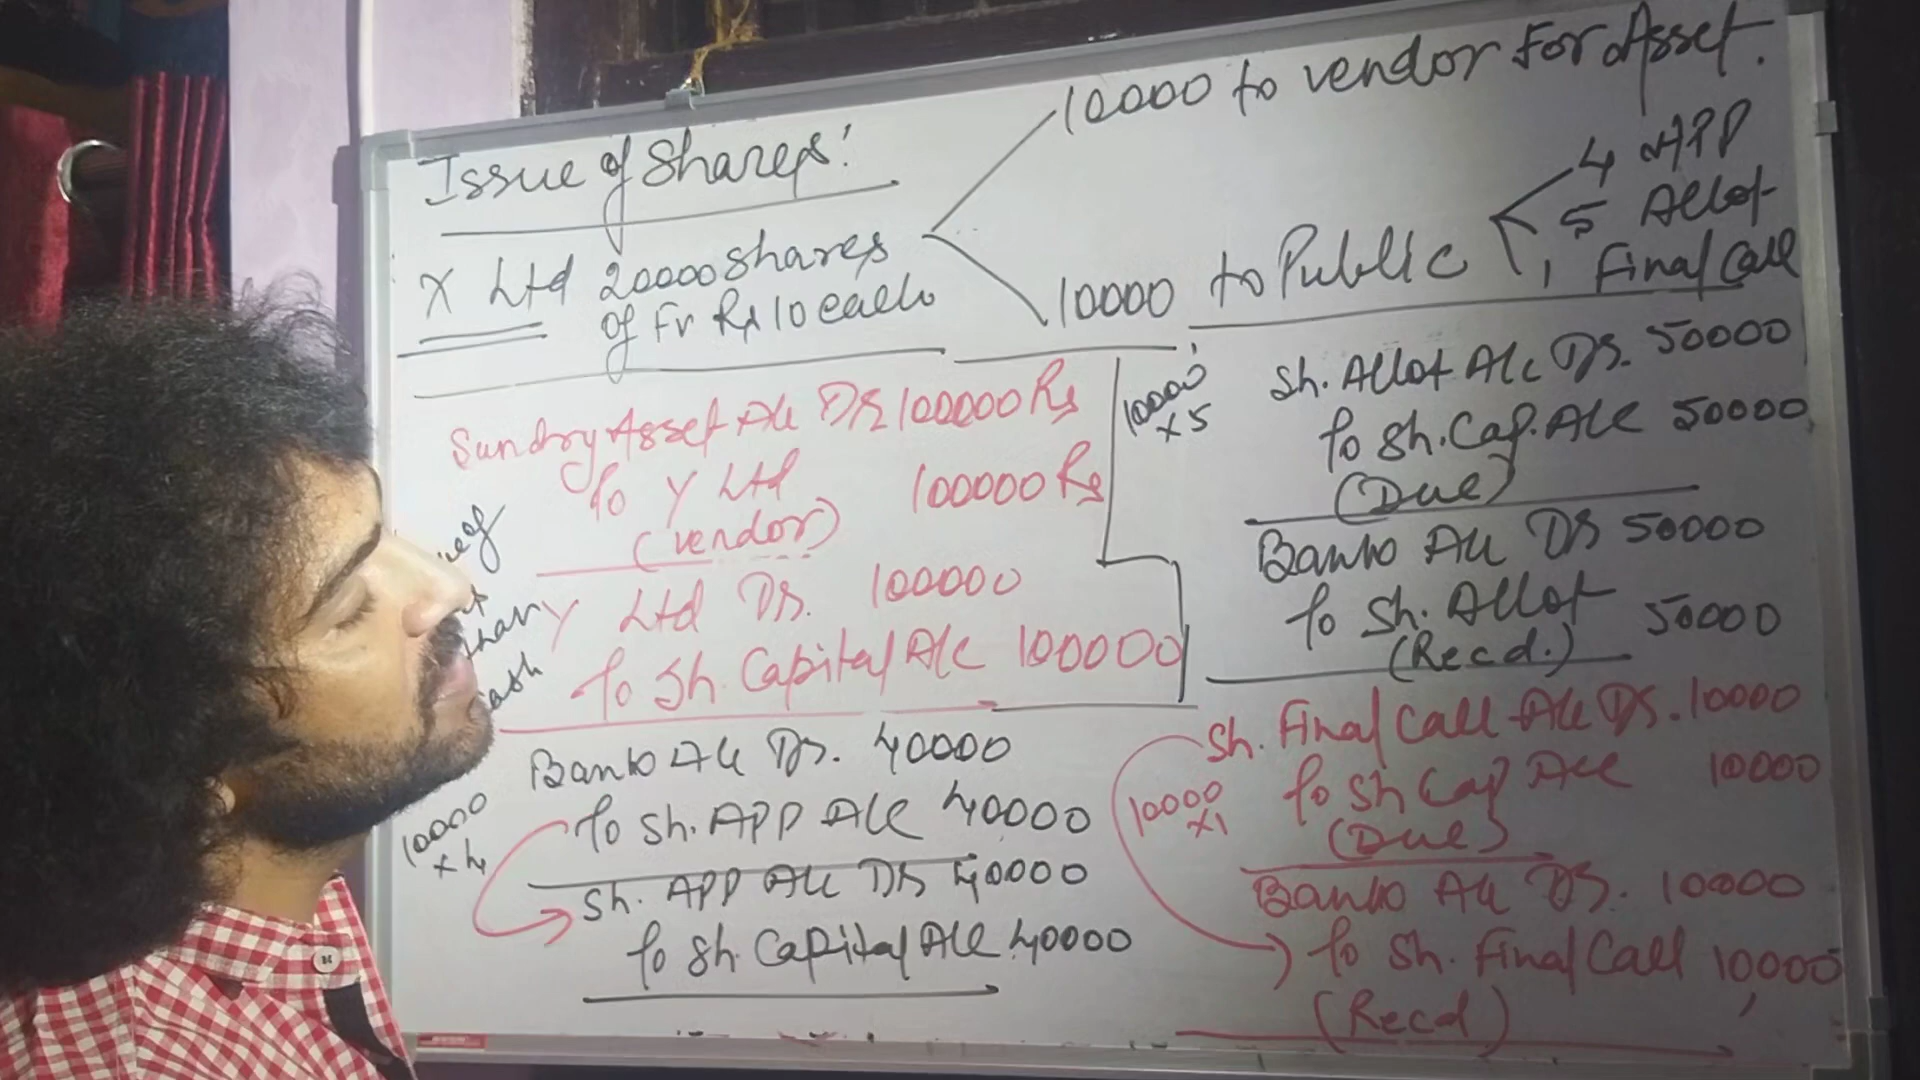 Issue of Shares:
X Ltd 20000 shares
of Fv Rs 10 each
10000 to vendor For Asset.
10000 to Public
4 APP
5 Allot
1 Final Call
Sundry Asset A/c Dr 100000 Rs
To Y Ltd 100000 Rs
(vendor)
Y Ltd Dr. 100000
To Sh. Capital A/c 100000
Bank A/c Dr. 40000
To Sh. APP A/c 40000
10000
x 4
Sh. APP A/c Dr 40000
To Sh. Capital A/c 40000
10000
x 5
Sh. Allot A/c Dr. 50000
To Sh. Cap. A/c 50000
(Due)
Bank A/c Dr 50000
To Sh. Allot 50000
(Recd.)
Sh. Final Call A/c Dr. 10000
10000
x1
To Sh Cap A/c 10000
(Due)
Bank A/c Dr. 10000
To Sh. Final Call 10000
(Recd)